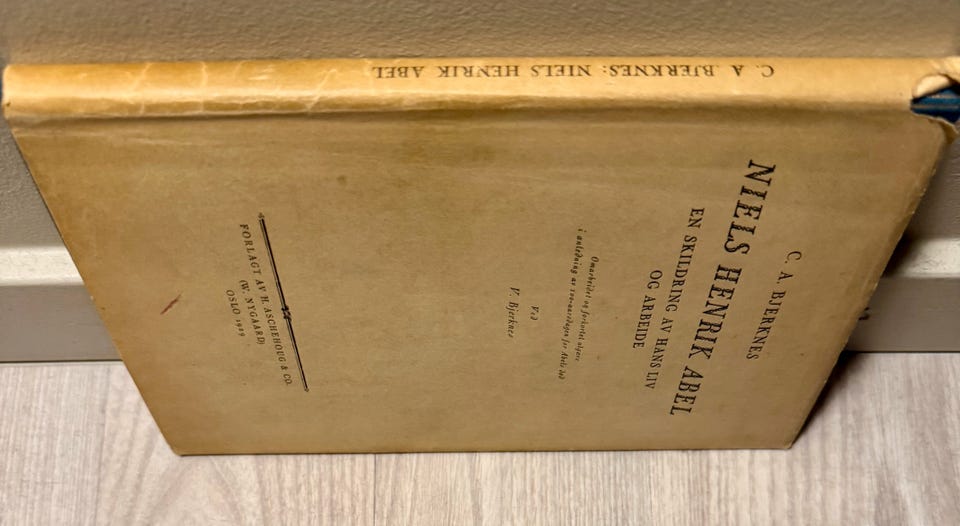 C. A. BJERKNES: NIELS HENRIK ABEL
C. A. BJERKNES
NIELS HENRIK ABEL
EN SKILDRING AV HANS LIV
OG ARBEIDE
Omarbeidet og forkortet utgave
i anledning av 100-aarsdagen for Abels død
Ved
V. Bjerknes
FORLAGT AV H. ASCHEHOUG & CO.
(W. NYGAARD)
OSLO 1929